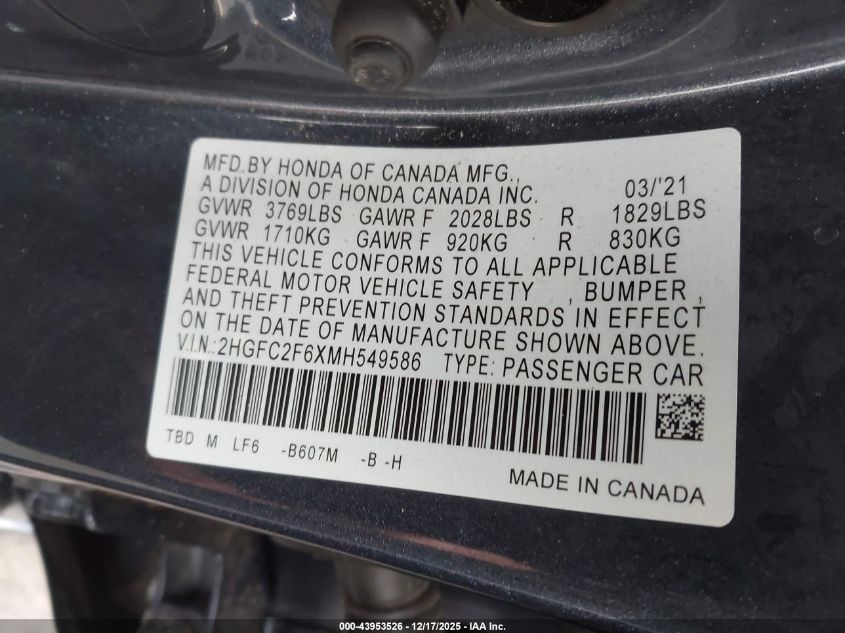 MFD. BY HONDA OF CANADA MFG.,
A DIVISION OF HONDA CANADA INC. 03/'21
GVWR 3769LBS GAWR F 2028LBS R 1829LBS
GVWR 1710KG GAWR F 920KG R 830KG
THIS VEHICLE CONFORMS TO ALL APPLICABLE
FEDERAL MOTOR VEHICLE SAFETY , BUMPER ,
AND THEFT PREVENTION STANDARDS IN EFFECT
ON THE DATE OF MANUFACTURE SHOWN ABOVE.
V.I.N.:2HGFC2F6XMH549586 TYPE: PASSENGER CAR
TBD M LF6 -B607M -B -H
MADE IN CANADA
000-43953526 - 12/17/2025 - IAA Inc.